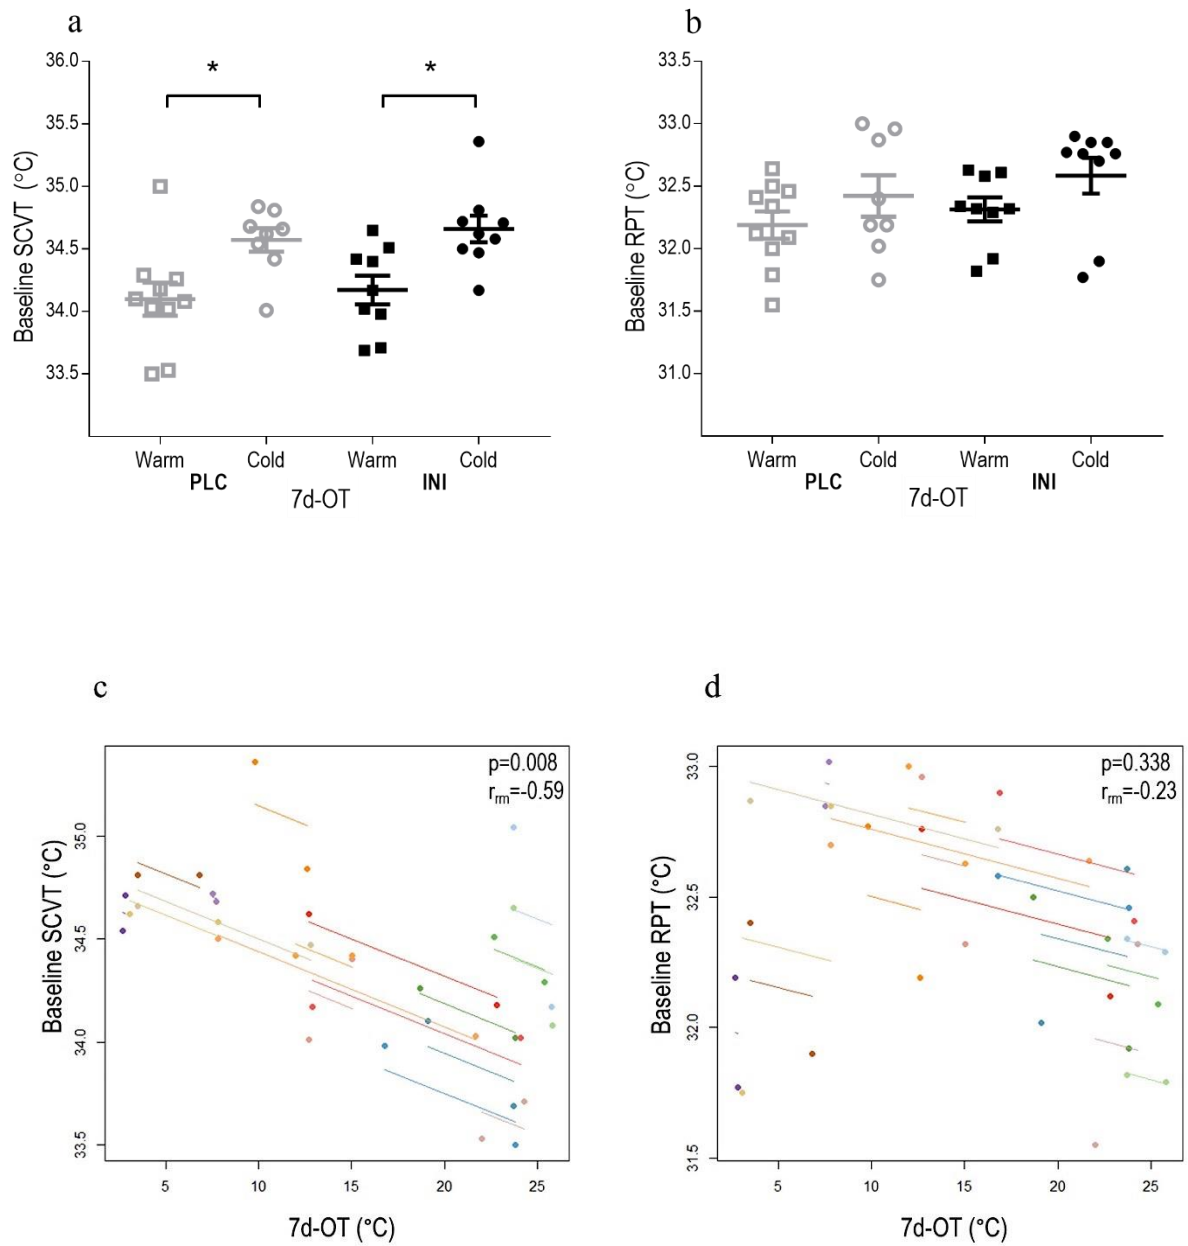 a
36.0
35.5
35.0
34.5
34.0
33.5
Baseline SCVT (°C)
*
*
Warm Cold Warm Cold
PLC INI
7d-OT
b
33.5
33.0
32.5
32.0
31.5
31.0
Baseline RPT (°C)
Warm Cold Warm Cold
PLC INI
7d-OT
c
p=0.008
rrm=-0.59
35.0
34.5
34.0
33.5
Baseline SCVT (°C)
5 10 15 20 25
7d-OT (°C)
d
p=0.338
rrm=-0.23
33.0
32.5
32.0
31.5
Baseline RPT (°C)
5 10 15 20 25
7d-OT (°C)